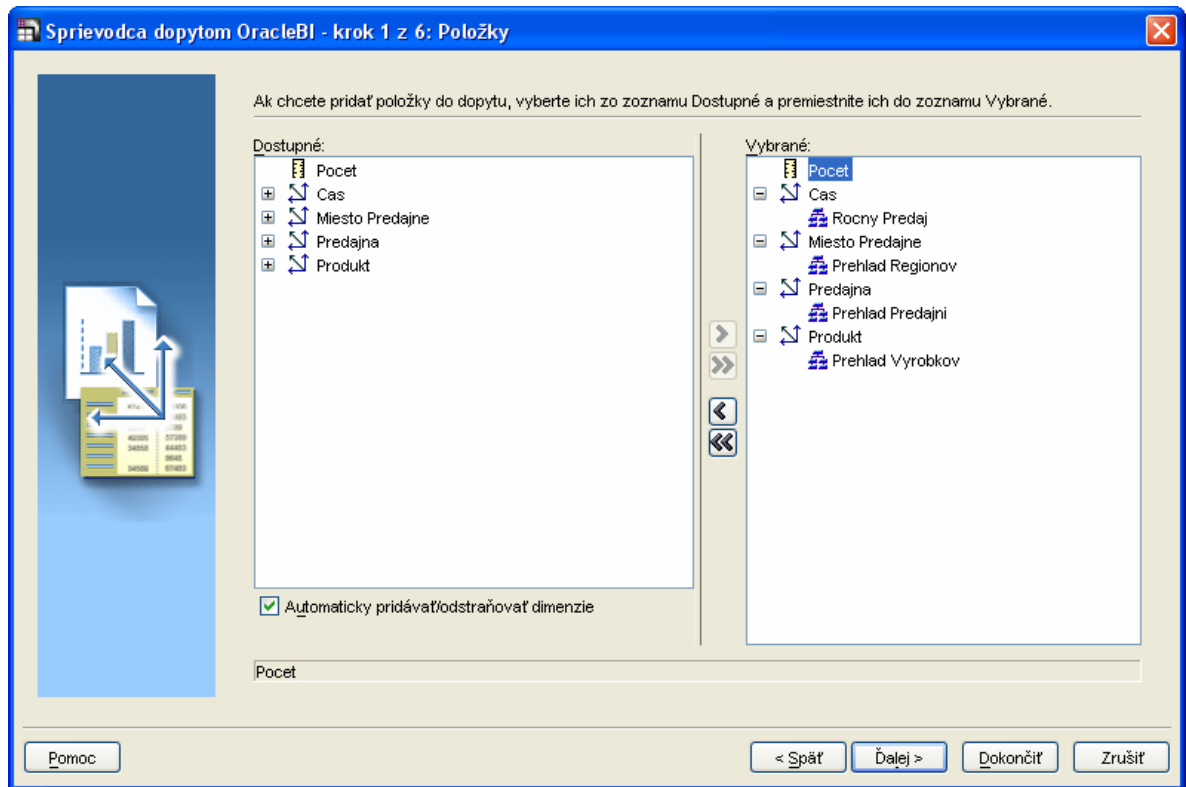 Sprievodca dopytom OracleBI - krok 1 z 6: Položky
Ak chcete pridať položky do dopytu, vyberte ich zo zoznamu Dostupné a premiestnite ich do zoznamu Vybrané.
Dostupné:
Pocet
Cas
Miesto Predajne
Predajna
Produkt
Automaticky pridávať/odstraňovať dimenzie
Vybrané:
Pocet
Cas
Rocny Predaj
Miesto Predajne
Prehlad Regionov
Predajna
Prehlad Predajni
Produkt
Prehlad Vyrobkov
Pocet
Pomoc
< Späť
Ďalej >
Dokončiť
Zrušiť